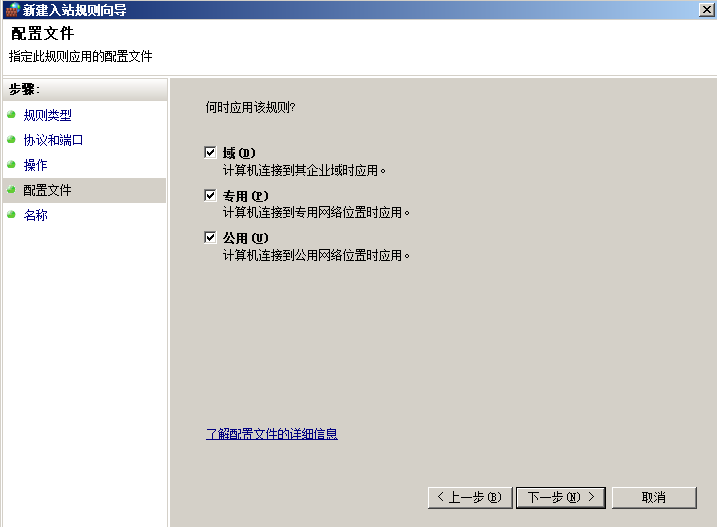 新建入站规则向导
配置文件
指定此规则应用的配置文件
步骤:
规则类型
协议和端口
操作
配置文件
名称
何时应用该规则?
域(D)
计算机连接到其企业域时应用。
专用(P)
计算机连接到专用网络位置时应用。
公用(U)
计算机连接到公用网络位置时应用。
了解配置文件的详细信息
< 上一步(B) 下一步(N) > 取消